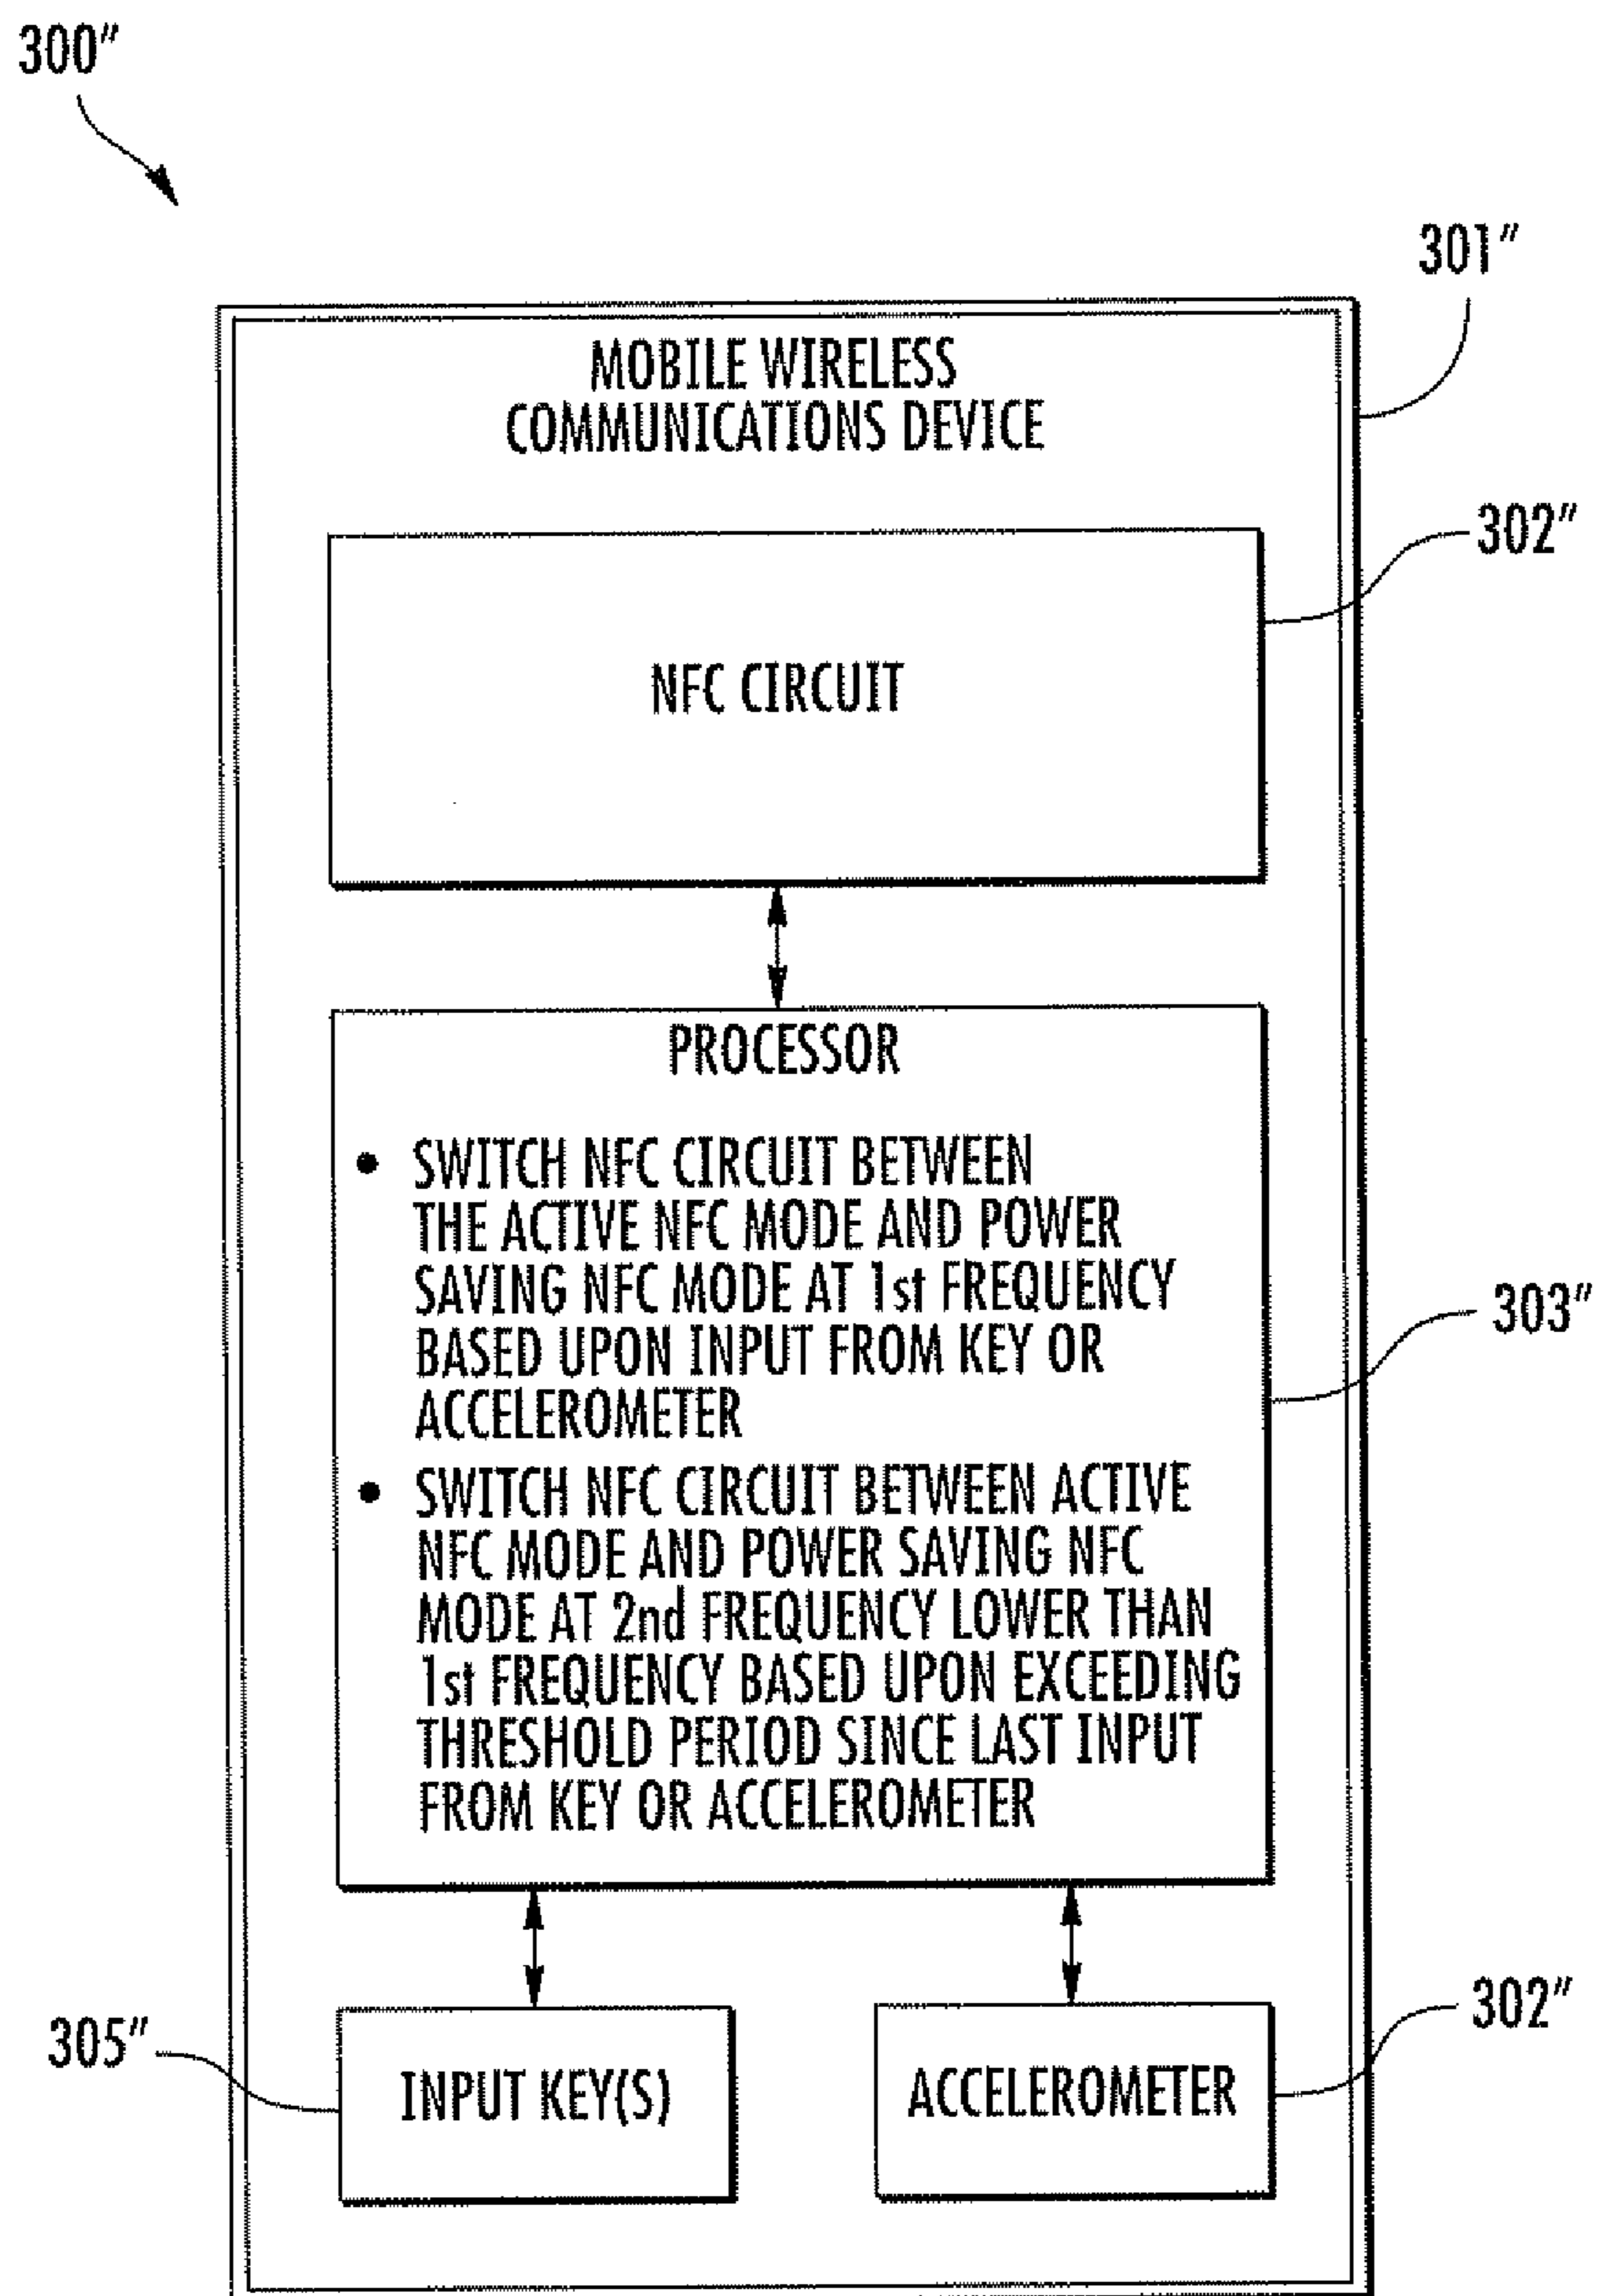 300″
301″
MOBILE WIRELESS
COMMUNICATIONS DEVICE
302″
NFC CIRCUIT
PROCESSOR
• SWITCH NFC CIRCUIT BETWEEN
THE ACTIVE NFC MODE AND POWER
SAVING NFC MODE AT 1st FREQUENCY
BASED UPON INPUT FROM KEY OR
ACCELEROMETER
303″
• SWITCH NFC CIRCUIT BETWEEN ACTIVE
NFC MODE AND POWER SAVING NFC
MODE AT 2nd FREQUENCY LOWER THAN
1st FREQUENCY BASED UPON EXCEEDING
THRESHOLD PERIOD SINCE LAST INPUT
FROM KEY OR ACCELEROMETER
305″
INPUT KEY(S)
302″
ACCELEROMETER